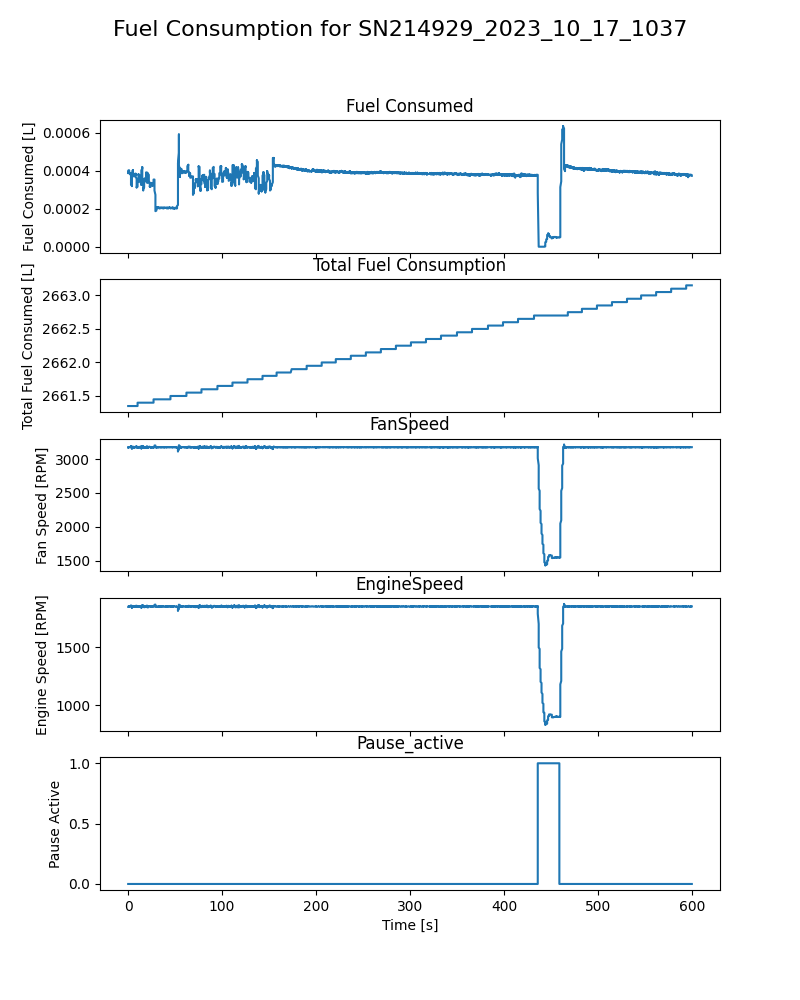 Fuel Consumption for SN214929_2023_10_17_1037
Fuel Consumed
Fuel Consumed [L]
0.0006
0.0004
0.0002
0.0000
Total Fuel Consumption
Total Fuel Consumed [L]
2663.0
2662.5
2662.0
2661.5
FanSpeed
Fan Speed [RPM]
3000
2500
2000
1500
EngineSpeed
Engine Speed [RPM]
1500
1000
Pause_active
Pause Active
1.0
0.5
0.0
0 100 200 300 400 500 600
Time [s]